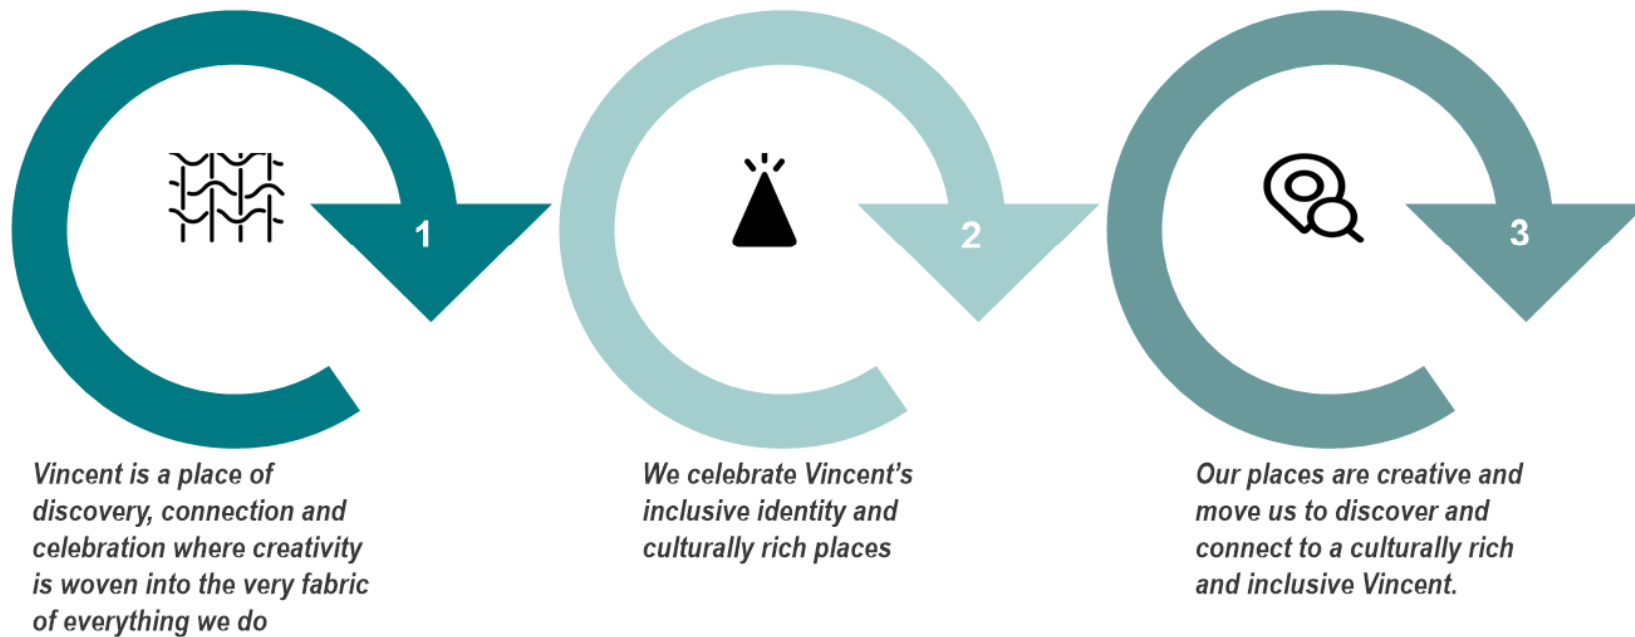 1
Vincent is a place of
discovery, connection and
celebration where creativity
is woven into the very fabric
of everything we do
2
We celebrate Vincent’s
inclusive identity and
culturally rich places
3
Our places are creative and
move us to discover and
connect to a culturally rich
and inclusive Vincent.